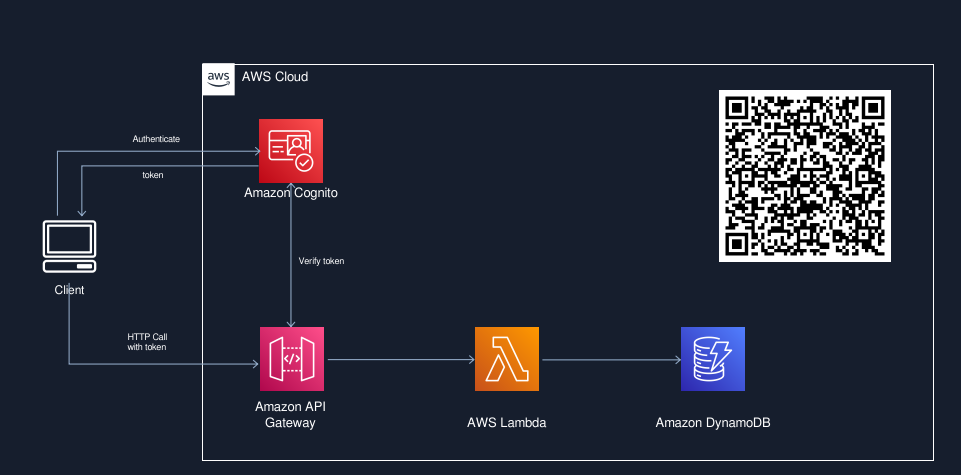 aws
AWS Cloud
Authenticate
token
Amazon Cognito
Verify token
Client
HTTP Call
with token
Amazon API
Gateway
AWS Lambda
Amazon DynamoDB